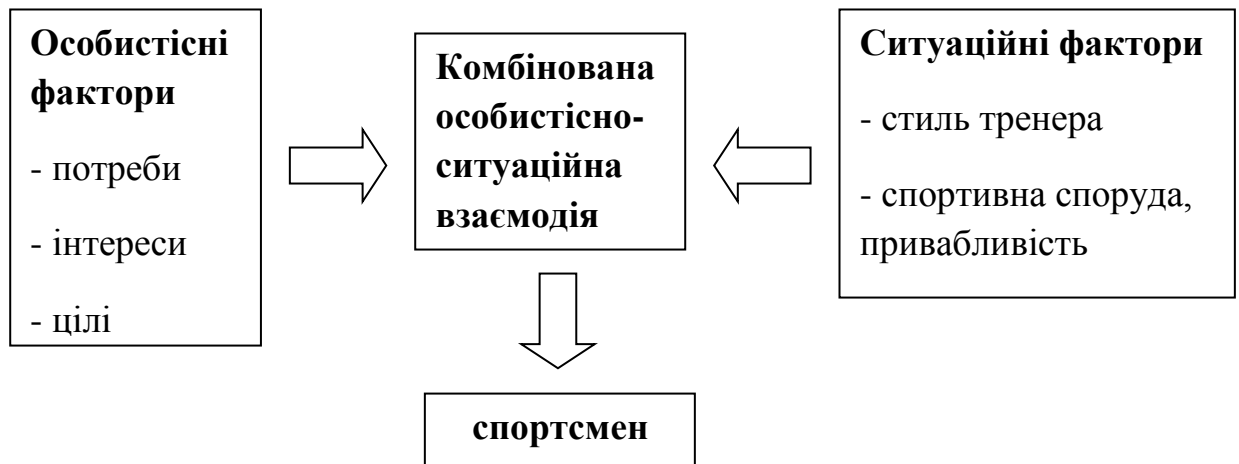 Особистісні
фактори
- потреби
- інтереси
- цілі
Комбінована
особистісно-
ситуаційна
взаємодія
Ситуаційні фактори
- стиль тренера
- спортивна споруда,
привабливість
спортсмен